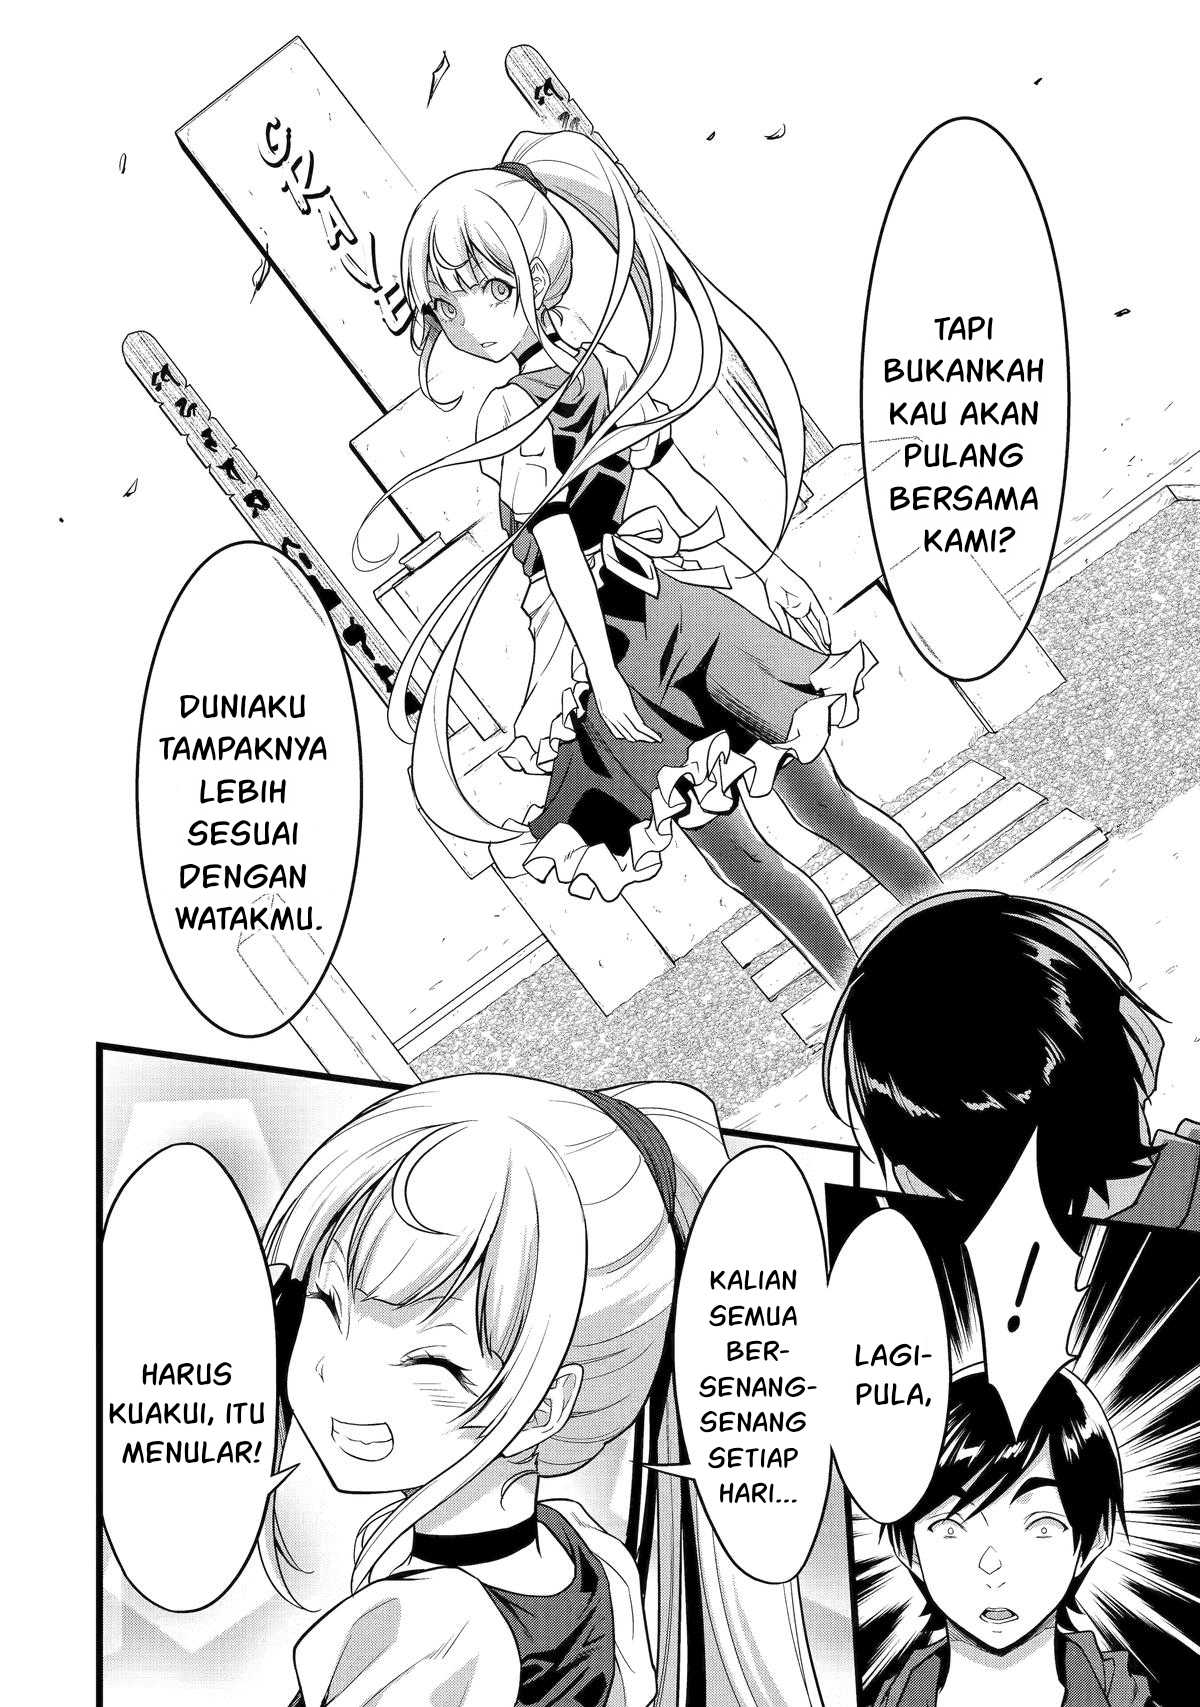 TAPI
BUKANKAH
KAU AKAN
PULANG
BERSAMA
KAMI?
GRAVE
DUNIAKU
TAMPAKNYA
LEBIH
SESUAI
DENGAN
WATAKMU.
!
LAGI-
PULA,
KALIAN
SEMUA
BER-
SENANG-
SENANG
SETIAP
HARI...
HARUS
KUAKUI, ITU
MENULAR!